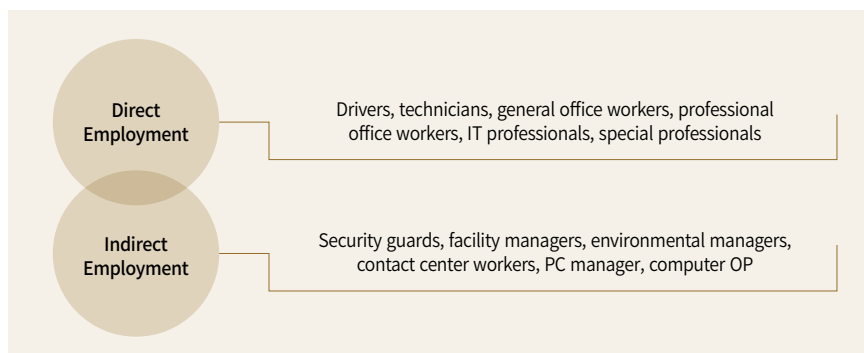 Direct
Employment
Drivers, technicians, general office workers, professional
office workers, IT professionals, special professionals
Indirect
Employment
Security guards, facility managers, environmental managers,
contact center workers, PC manager, computer OP